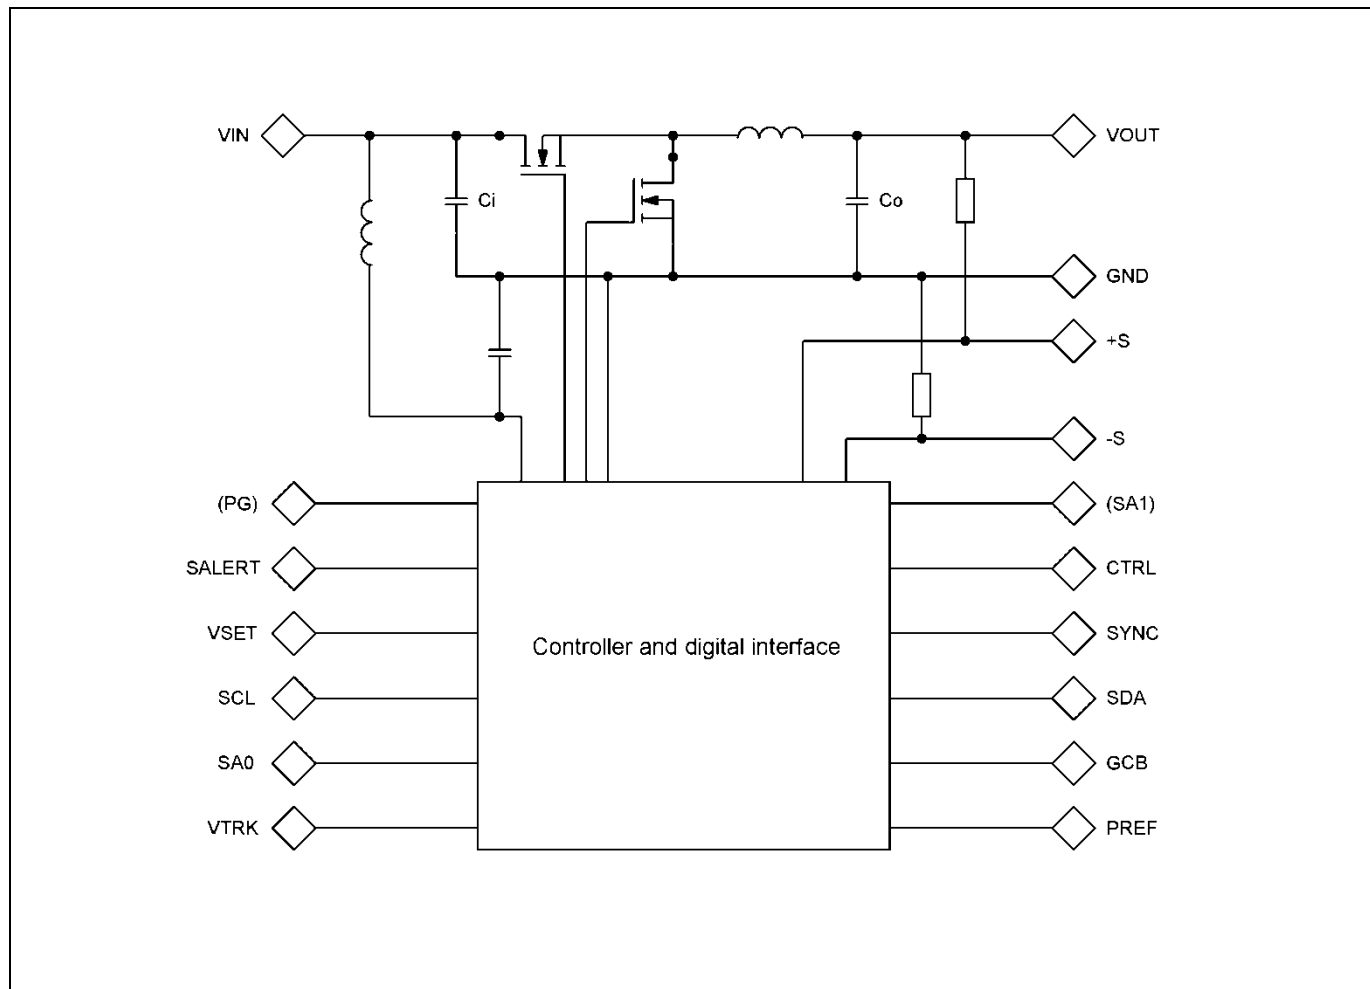 VIN
VOUT
Ci
Co
GND
+S
-S
(PG)
(SA1)
SALERT
CTRL
VSET
SYNC
Controller and digital interface
SCL
SDA
SA0
GCB
VTRK
PREF